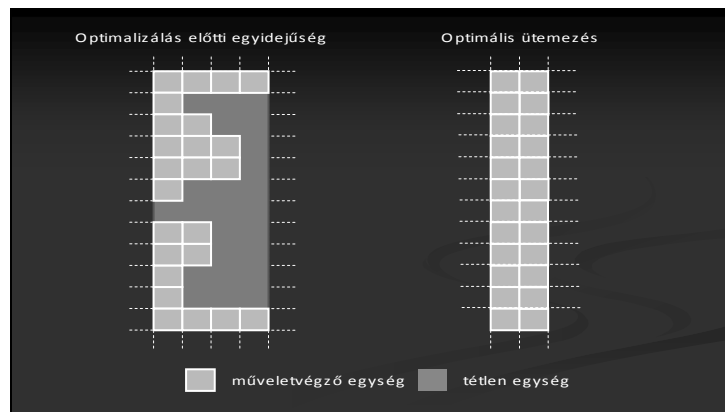 Optimalizálás előtti egyidejűség
Optimális ütemezés
műveletvégző egység
tétlen egység